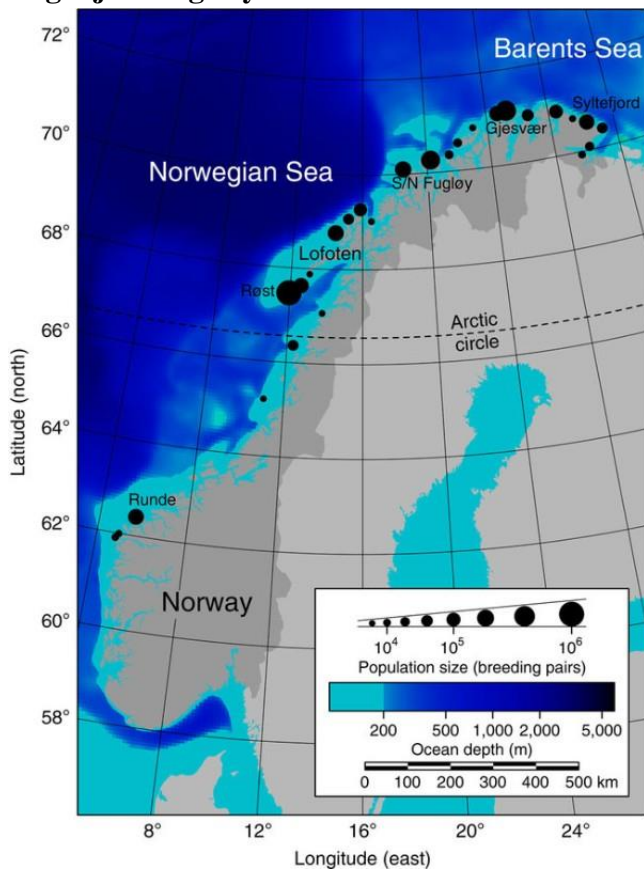 72°
Barents Sea
70°
Syltefjord
Gjesvær
Norwegian Sea
S/N Fugløy
68°
Lofoten
Røst
66°
Arctic
circle
Latitude (north)
64°
62°
Runde
Norway
60°
58°
10⁴ 10⁵ 10⁶
Population size (breeding pairs)
200 500 1,000 2,000 5,000
Ocean depth (m)
0 100 200 300 400 500 km
8° 12° 16° 20° 24°
Longitude (east)